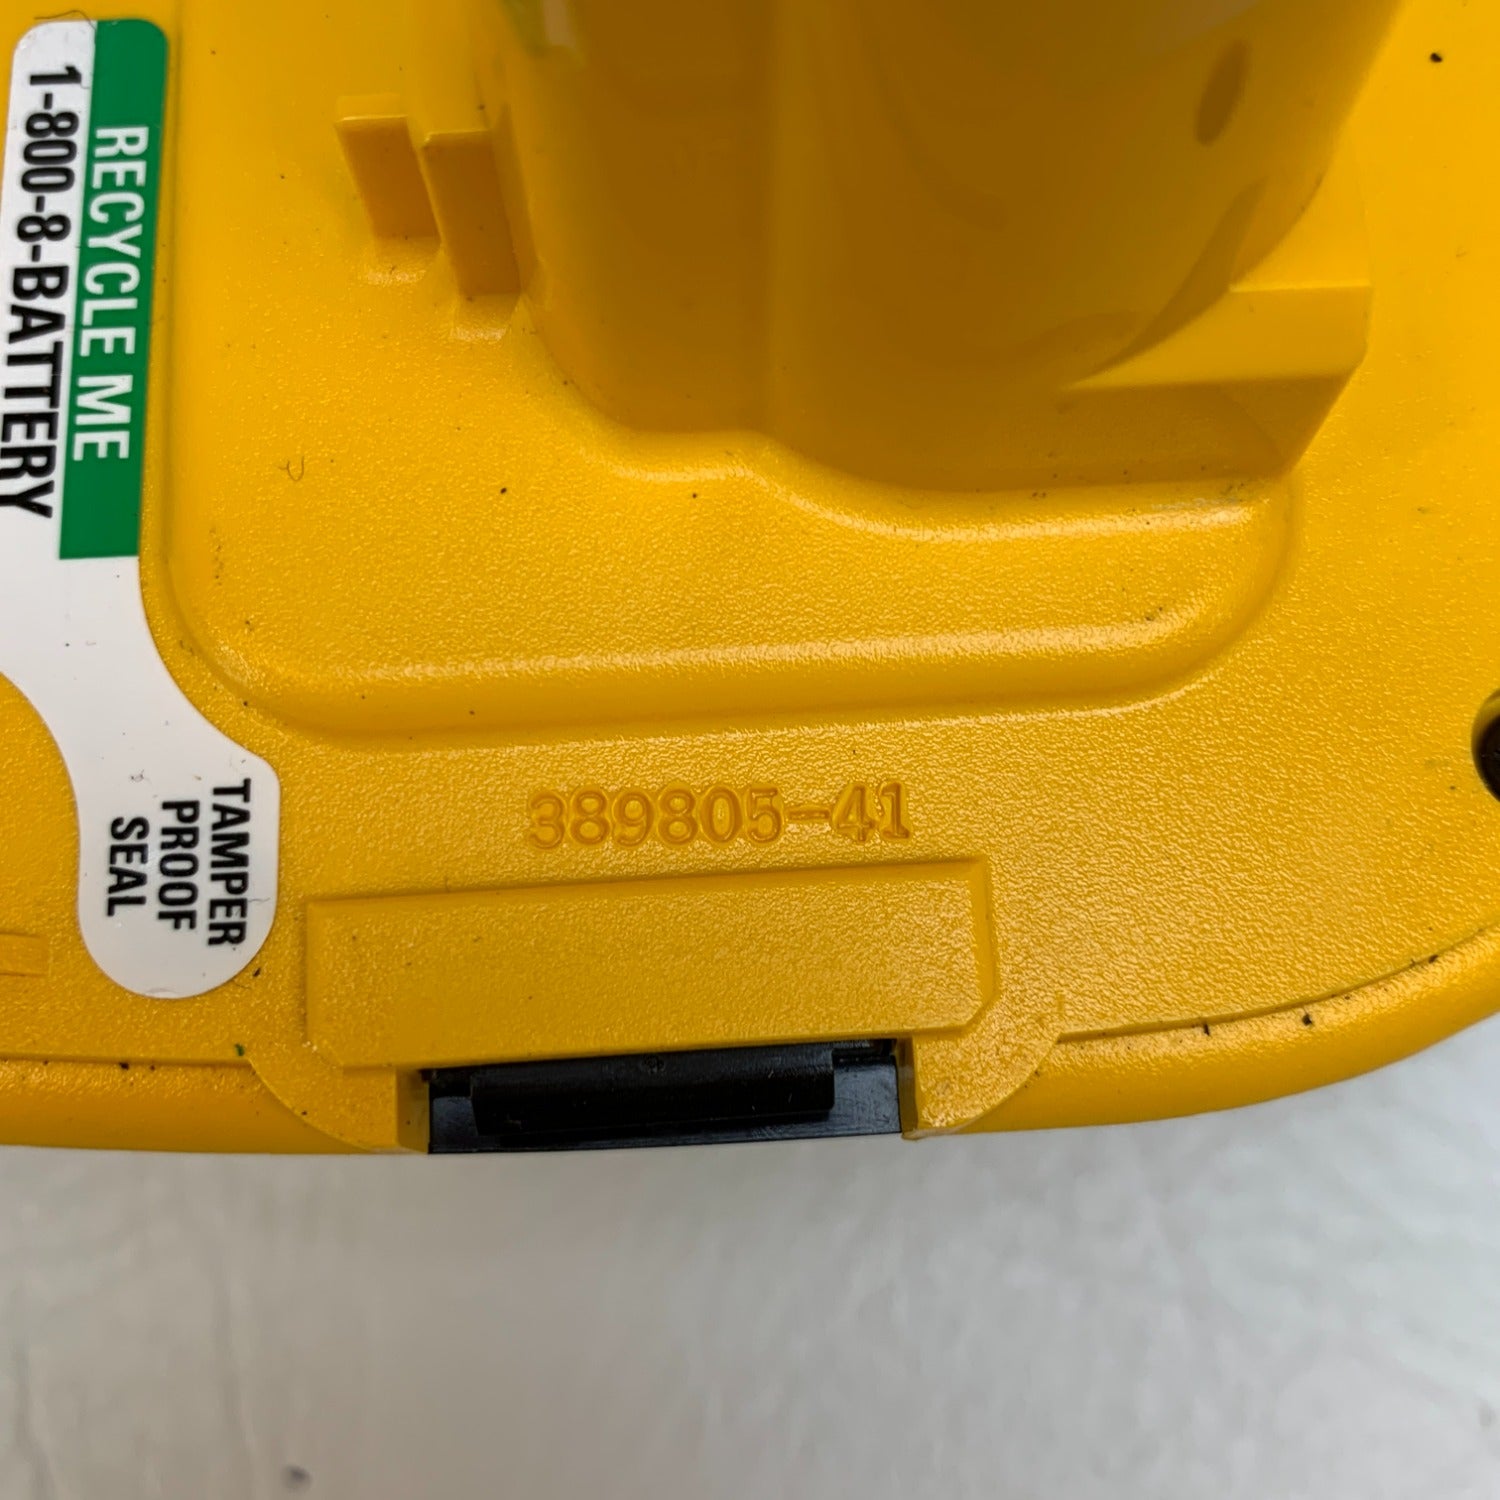 RECYCLE ME
1-800-8-BATTERY
TAMPER
PROOF
SEAL
389805-41